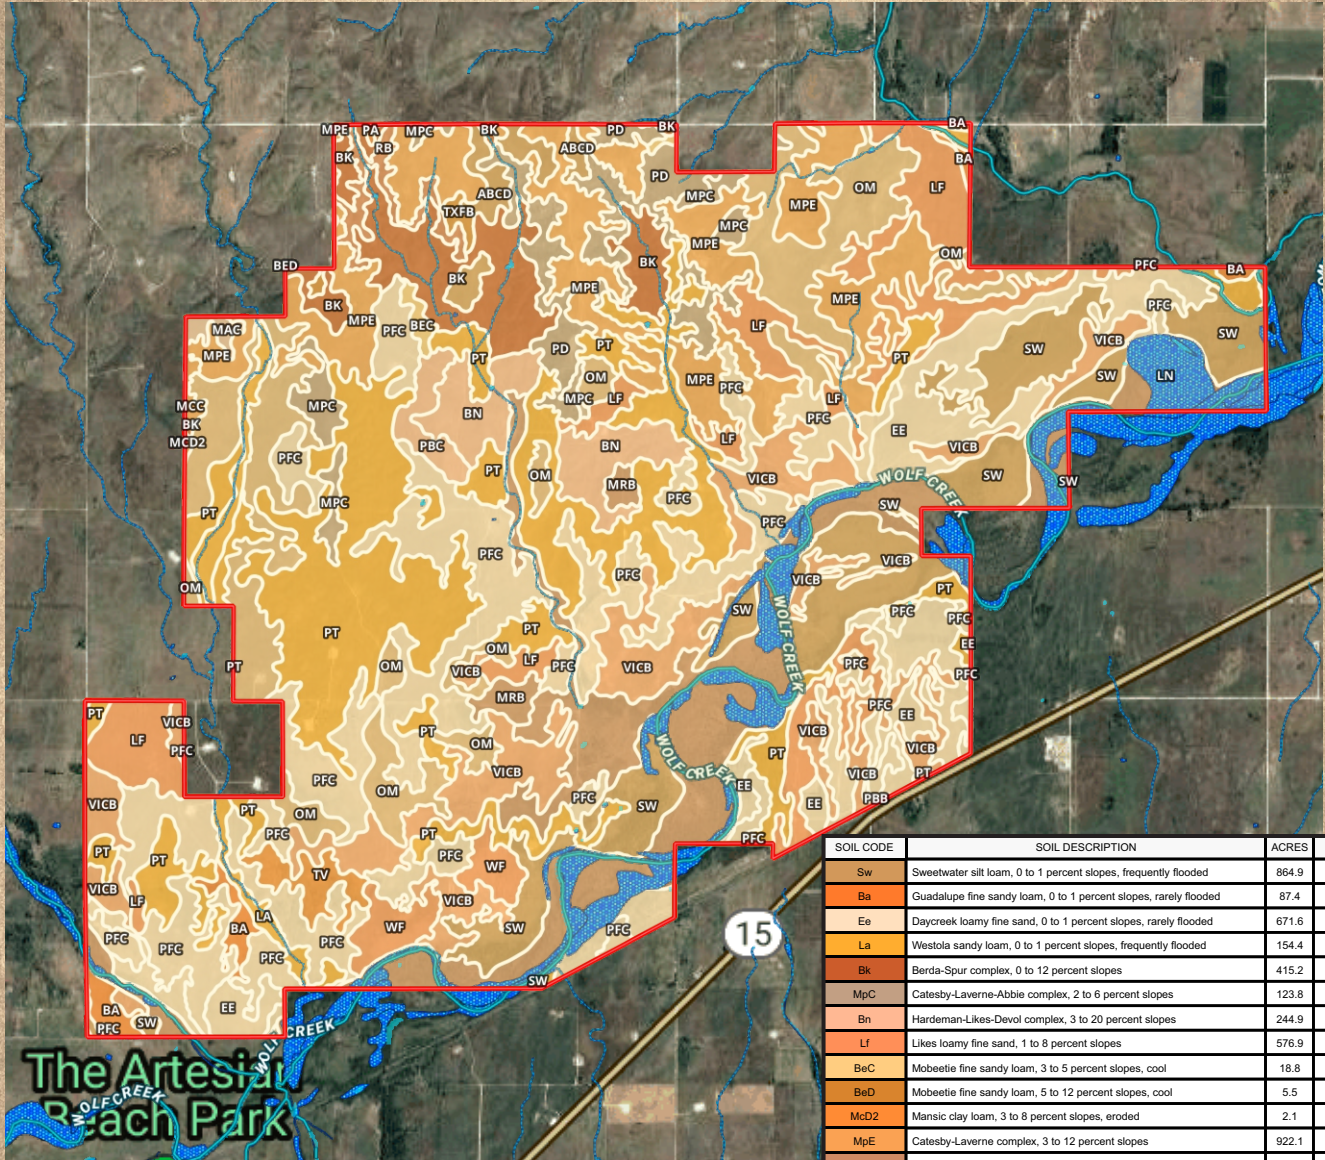 BA
MPE PA MPC BK PD BK
RB ABCD
BK BA
PD
ABCD MPC OM LF
TXFB MPE
MPC
MPE
OM
BED BK PFC BA
BK
MPE
BK MPE PFC
MPE BEC LF SW
MAC PFC
VICB
MPE PD PT SW
PT PT
OM MPE PFC SW LN
MCC MPC BN MPC LF LF
BK PFC
MCD2 PBC BN LF EE VICB
PFC
PT OM VICB WOLF CREEK SW SW
MPC MRB PFC
PT SW
PFC
PFC VICB
PFC VICB
OM PT
SW PFC PFC
PT PT WOLF CREEK
OM EE
PT OM VICB LF PFC VICB PFC PFC
MRB PFC
PT VICB EE
LF PFC PT OM VICB VICB
WOLF CREEK PT
VICB PT
PFC EE VICB
OM PFC PBB
VICB PT OM SW EE
PFC PT PFC
PT PT PFC
TV WF
VICB LF VICB
LA
BA WF SW PFC
PFC PFC PFC
PFC
SW
15
BA EE
SW
PFC
WOLF CREEK
The Artesian
Beach Park
WOLF CREEK
SOIL CODE SOIL DESCRIPTION ACRES
Sw Sweetwater silt loam, 0 to 1 percent slopes, frequently flooded 864.9
Ba Guadalupe fine sandy loam, 0 to 1 percent slopes, rarely flooded 87.4
Ee Daycreek loamy fine sand, 0 to 1 percent slopes, rarely flooded 671.6
La Westola sandy loam, 0 to 1 percent slopes, frequently flooded 154.4
Bk Berda-Spur complex, 0 to 12 percent slopes 415.2
MpC Catesby-Laverne-Abbie complex, 2 to 6 percent slopes 123.8
Bn Hardeman-Likes-Devol complex, 3 to 20 percent slopes 244.9
Lf Likes loamy fine sand, 1 to 8 percent slopes 576.9
BeC Mobeetie fine sandy loam, 3 to 5 percent slopes, cool 18.8
BeD Mobeetie fine sandy loam, 5 to 12 percent slopes, cool 5.5
McD2 Mansic clay loam, 3 to 8 percent slopes, eroded 2.1
MpE Catesby-Laverne complex, 3 to 12 percent slopes 922.1